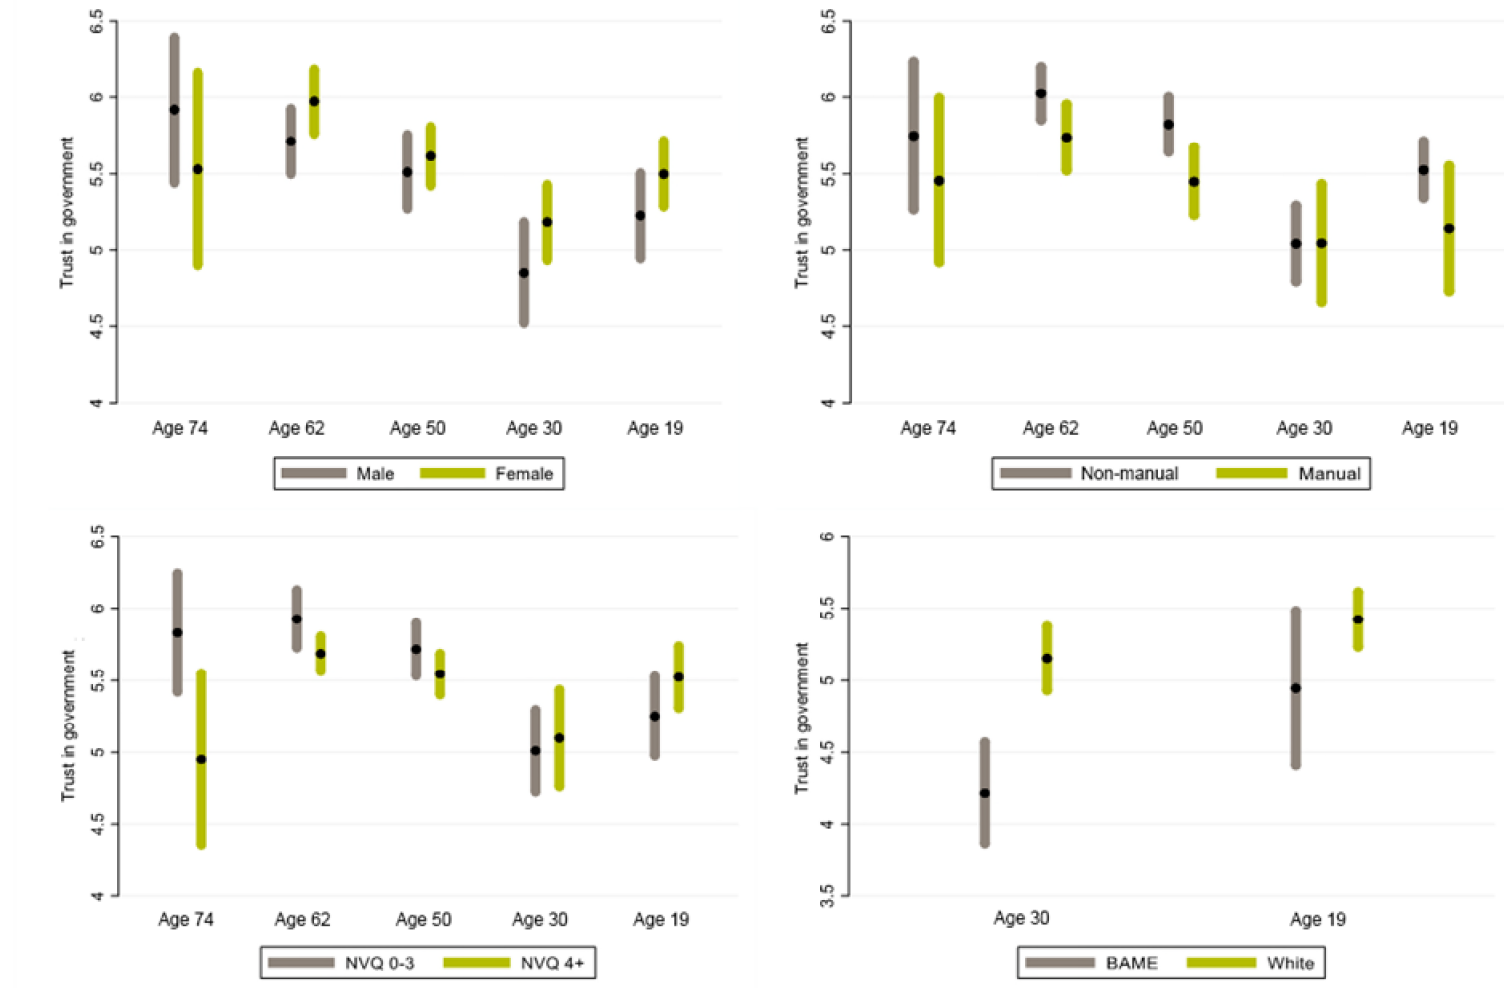 6.5
6
5.5
5
4.5
4
Trust in government
Age 74 Age 62 Age 50 Age 30 Age 19
Male Female
6.5
6
5.5
5
4.5
4
Trust in government
Age 74 Age 62 Age 50 Age 30 Age 19
Non-manual Manual
6.5
6
5.5
5
4.5
4
Trust in government
Age 74 Age 62 Age 50 Age 30 Age 19
NVQ 0-3 NVQ 4+
6
5.5
5
4.5
4
3.5
Trust in government
Age 30 Age 19
BAME White